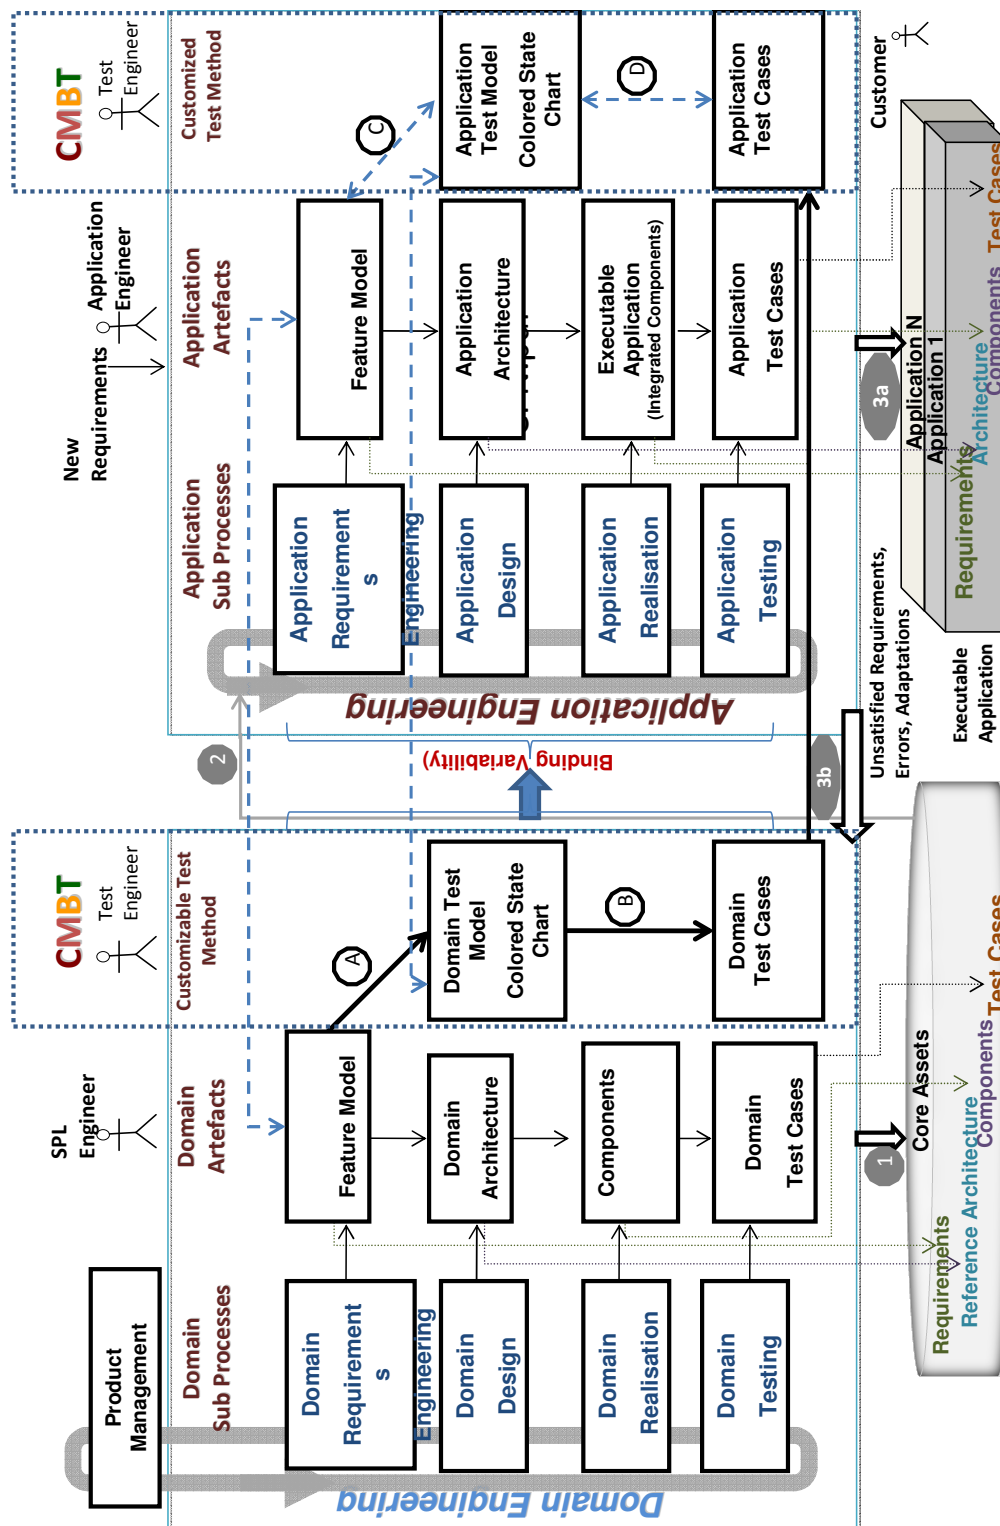 Product
Management
SPL
Engineer
CMBT
Test
Engineer
New
Requirements
Application
Engineer
CMBT
Test
Engineer
Domain
Sub Processes
Domain
Artefacts
Customizable Test
Method
Application
Sub Processes
Application
Artefacts
Customized
Test Method
Domain Engineering
Domain
Requirement
s
Engineering
Feature Model
A
2
Application Engineering
Application
Requirement
s
Engineering
Feature Model
C
Domain
Design
Domain
Architecture
Domain Test
Model
Colored State
Chart
Binding Variability)
Application
Design
Application
Architecture
Application
Test Model
Colored State
Chart
Domain
Realisation
Components
B
Application
Realisation
Executable
Application
(Integrated Components)
D
Domain
Testing
Domain
Test Cases
Domain
Test Cases
Application
Testing
Application
Test Cases
Application
Test Cases
1
3b
3a
Customer
Unsatisfied Requirements,
Errors, Adaptations
Core Assets
Requirements
Reference Architecture
Components
Test Cases
Executable
Application
Application N
Application 1
Requirements
Architecture
Components
Test Cases